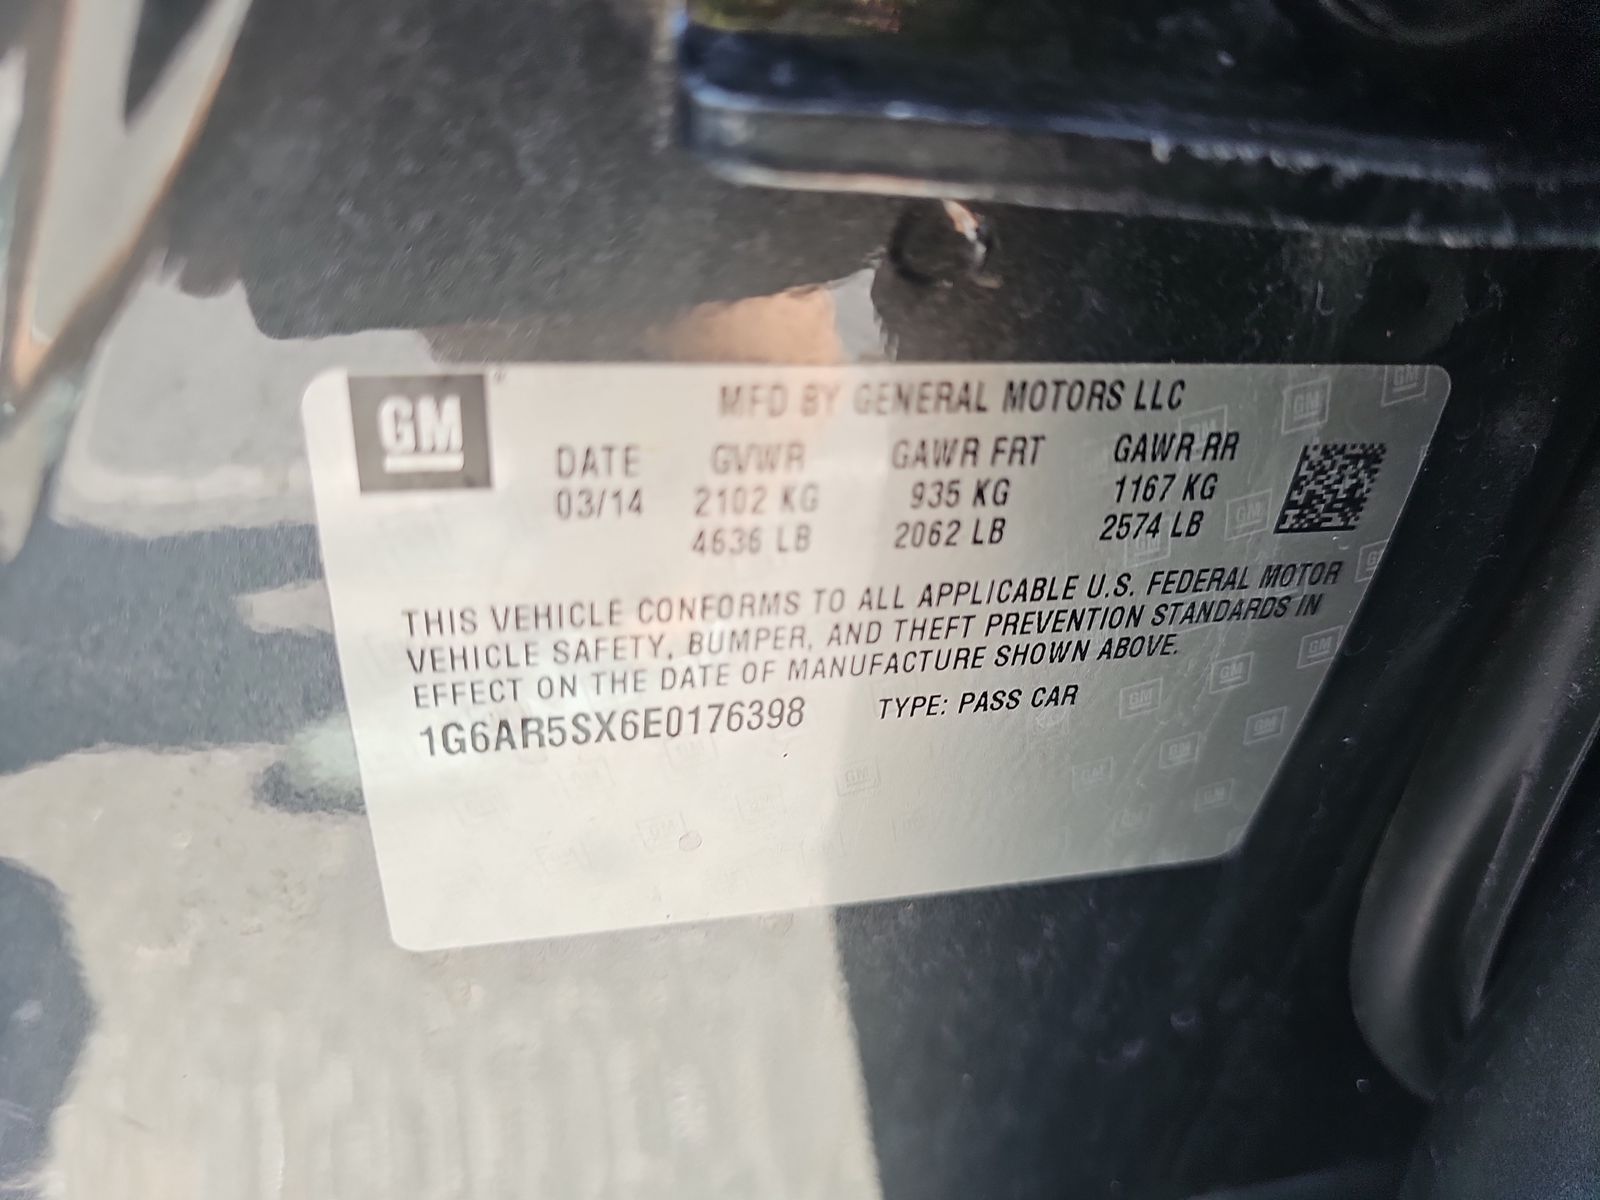 GM
MFD BY GENERAL MOTORS LLC
DATE GVWR GAWR FRT GAWR RR
03/14 2102 KG 935 KG 1167 KG
4636 LB 2062 LB 2574 LB
THIS VEHICLE CONFORMS TO ALL APPLICABLE U.S. FEDERAL MOTOR
VEHICLE SAFETY, BUMPER, AND THEFT PREVENTION STANDARDS IN
EFFECT ON THE DATE OF MANUFACTURE SHOWN ABOVE.
1G6AR5SX6E0176398 TYPE: PASS CAR